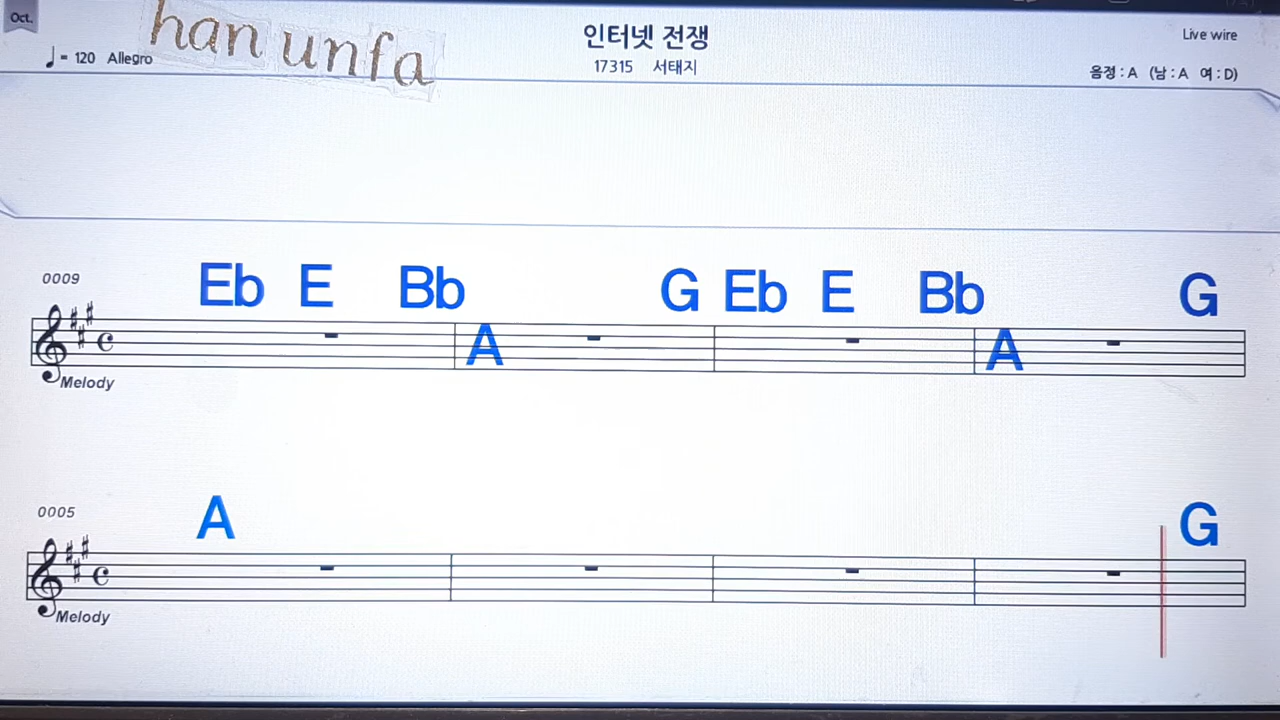 Oct.
han unfa
인터넷 전쟁
Live wire
♩= 120 Allegro
17315 서태지
음정 : A (남 : A 여 : D)
0009
Eb E Bb G Eb E Bb G
A A
Melody
0005
A G
Melody